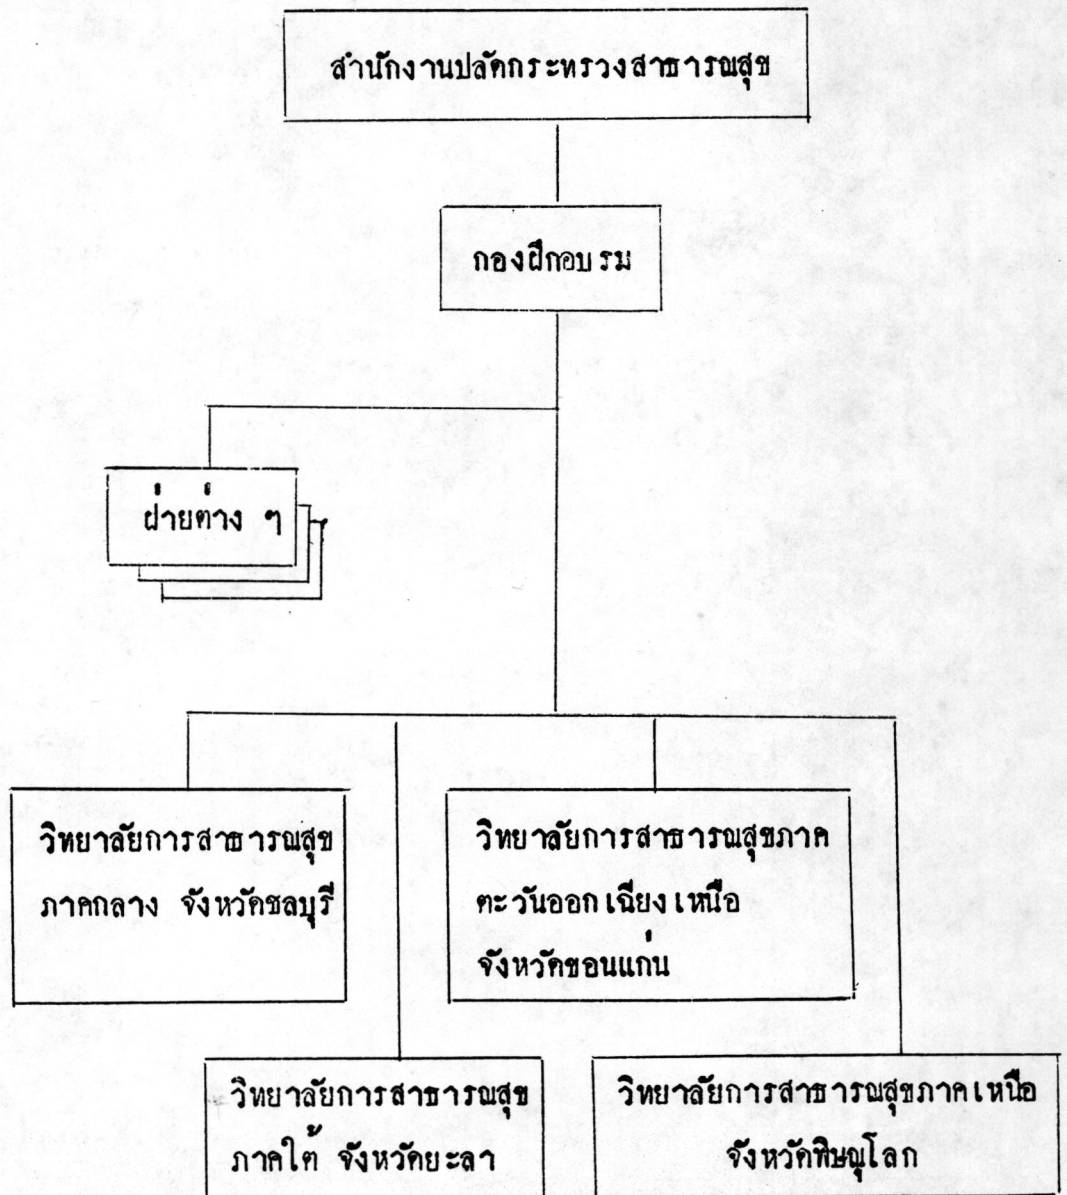 สำนักงานปลัดกระทรวงสาธารณสุข
กองฝึกอบรม
ฝ่ายต่าง ๆ
วิทยาลัยการสาธารณสุข
ภาคกลาง จังหวัดชลบุรี
วิทยาลัยการสาธารณสุขภาค
ตะวันออกเฉียงเหนือ
จังหวัดขอนแก่น
วิทยาลัยการสาธารณสุข
ภาคใต้ จังหวัดยะลา
วิทยาลัยการสาธารณสุขภาคเหนือ
จังหวัดพิษณุโลก